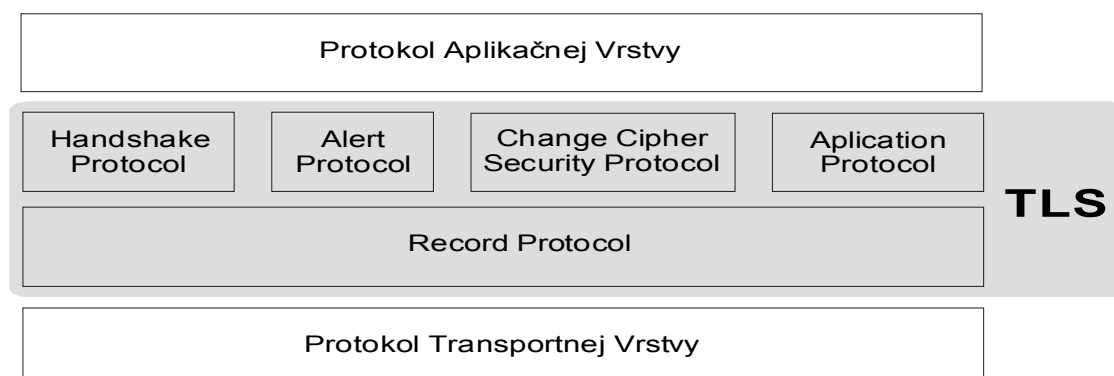 Protokol Aplikačnej Vrstvy
Handshake
Protocol
Alert
Protocol
Change Cipher
Security Protocol
Aplication
Protocol
TLS
Record Protocol
Protokol Transportnej Vrstvy